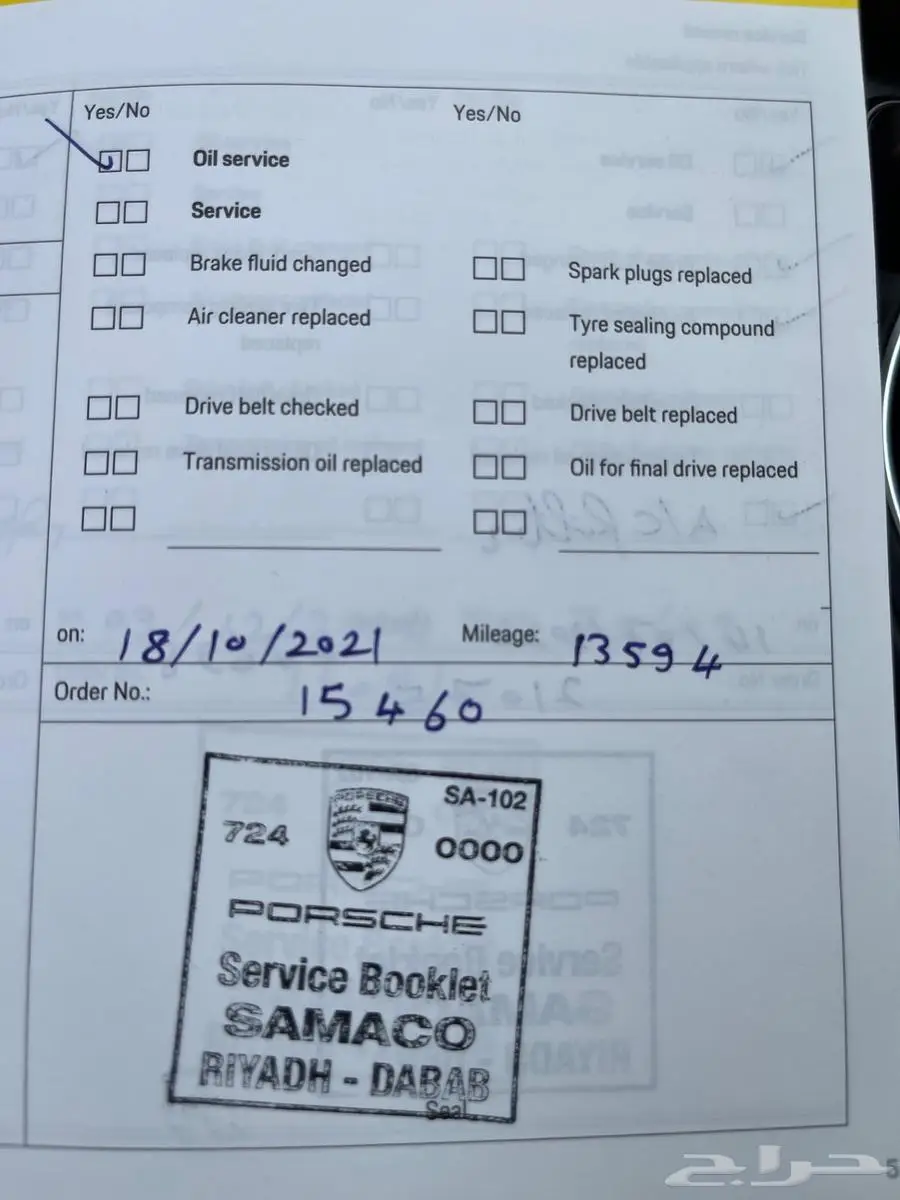 Yes/No Yes/No
Oil service
Service
Brake fluid changed Spark plugs replaced
Air cleaner replaced Tyre sealing compound
replaced
Drive belt checked Drive belt replaced
Transmission oil replaced Oil for final drive replaced
on: 18/10/2021 Mileage: 13594
Order No.: 15460
SA-102
PORSCHE
724 0000
PORSCHE
Service Booklet
SAMACO
RIYADH - DABAB
Seal
حراج
5